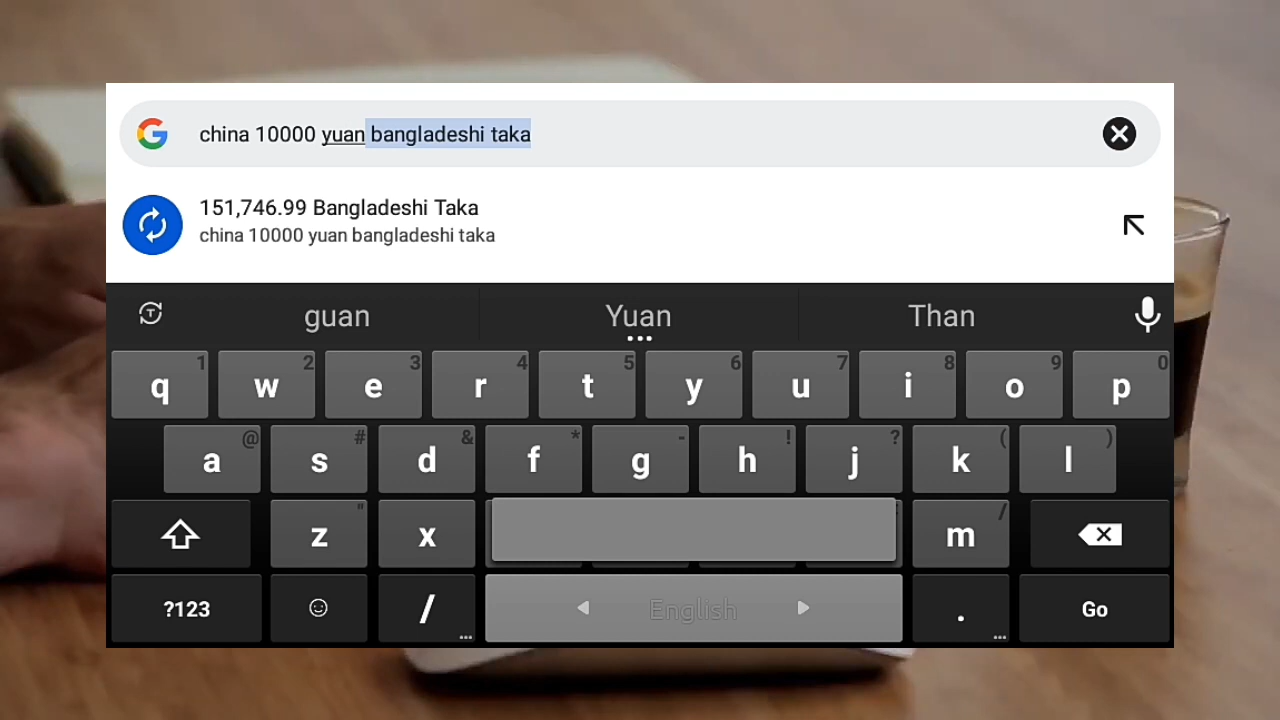 china 10000 yuan bangladeshi taka
151,746.99 Bangladeshi Taka
china 10000 yuan bangladeshi taka
guan Yuan Than
q 1 w 2 e 3 r 4 t 5 y 6 u 7 i 8 o 9 p 0
a @ s # d & f * g - h ! j ? k ( l )
z " x m /
?123 / English . Go